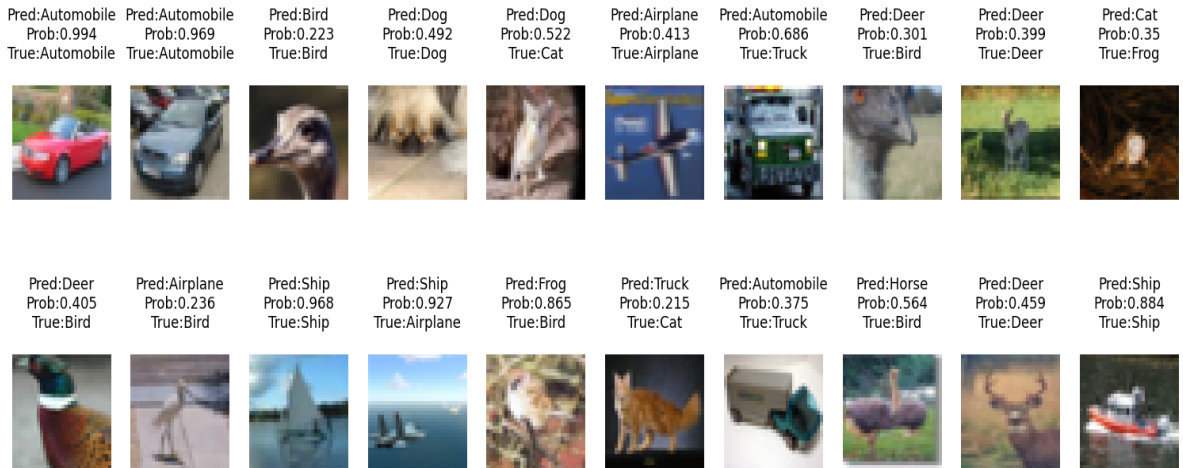 Pred:Automobile
Prob:0.994
True:Automobile
Pred:Automobile
Prob:0.969
True:Automobile
Pred:Bird
Prob:0.223
True:Bird
Pred:Dog
Prob:0.492
True:Dog
Pred:Dog
Prob:0.522
True:Cat
Pred:Airplane
Prob:0.413
True:Airplane
Pred:Automobile
Prob:0.686
True:Truck
Pred:Deer
Prob:0.301
True:Bird
Pred:Deer
Prob:0.399
True:Deer
Pred:Cat
Prob:0.35
True:Frog
Pred:Deer
Prob:0.405
True:Bird
Pred:Airplane
Prob:0.236
True:Bird
Pred:Ship
Prob:0.968
True:Ship
Pred:Ship
Prob:0.927
True:Airplane
Pred:Frog
Prob:0.865
True:Bird
Pred:Truck
Prob:0.215
True:Cat
Pred:Automobile
Prob:0.375
True:Truck
Pred:Horse
Prob:0.564
True:Bird
Pred:Deer
Prob:0.459
True:Deer
Pred:Ship
Prob:0.884
True:Ship